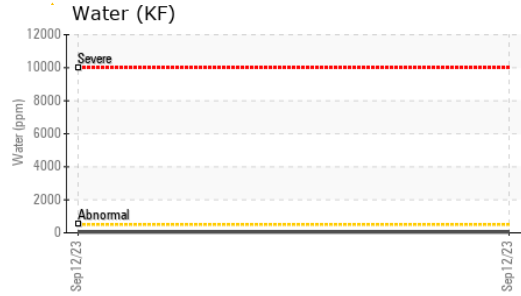 Water (KF)
12000
Severe
10000
8000
6000
4000
2000
Abnormal
0
Water (ppm)
Sep12/23
Sep12/23